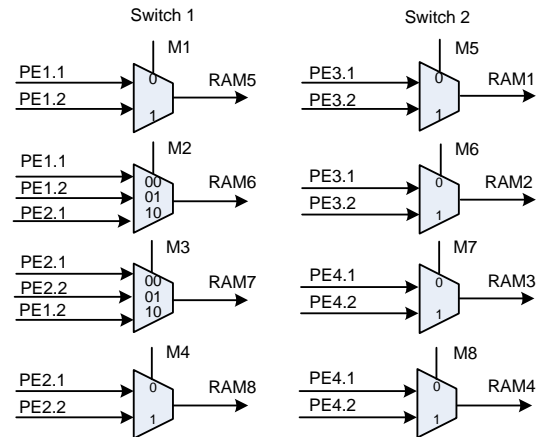 Switch 1
M1
PE1.1
PE1.2
0
1
RAM5
M2
PE1.1
PE1.2
PE2.1
00
01
10
RAM6
M3
PE2.1
PE2.2
PE1.2
00
01
10
RAM7
M4
PE2.1
PE2.2
0
1
RAM8
Switch 2
M5
PE3.1
PE3.2
0
1
RAM1
M6
PE3.1
PE3.2
0
1
RAM2
M7
PE4.1
PE4.2
0
1
RAM3
M8
PE4.1
PE4.2
0
1
RAM4